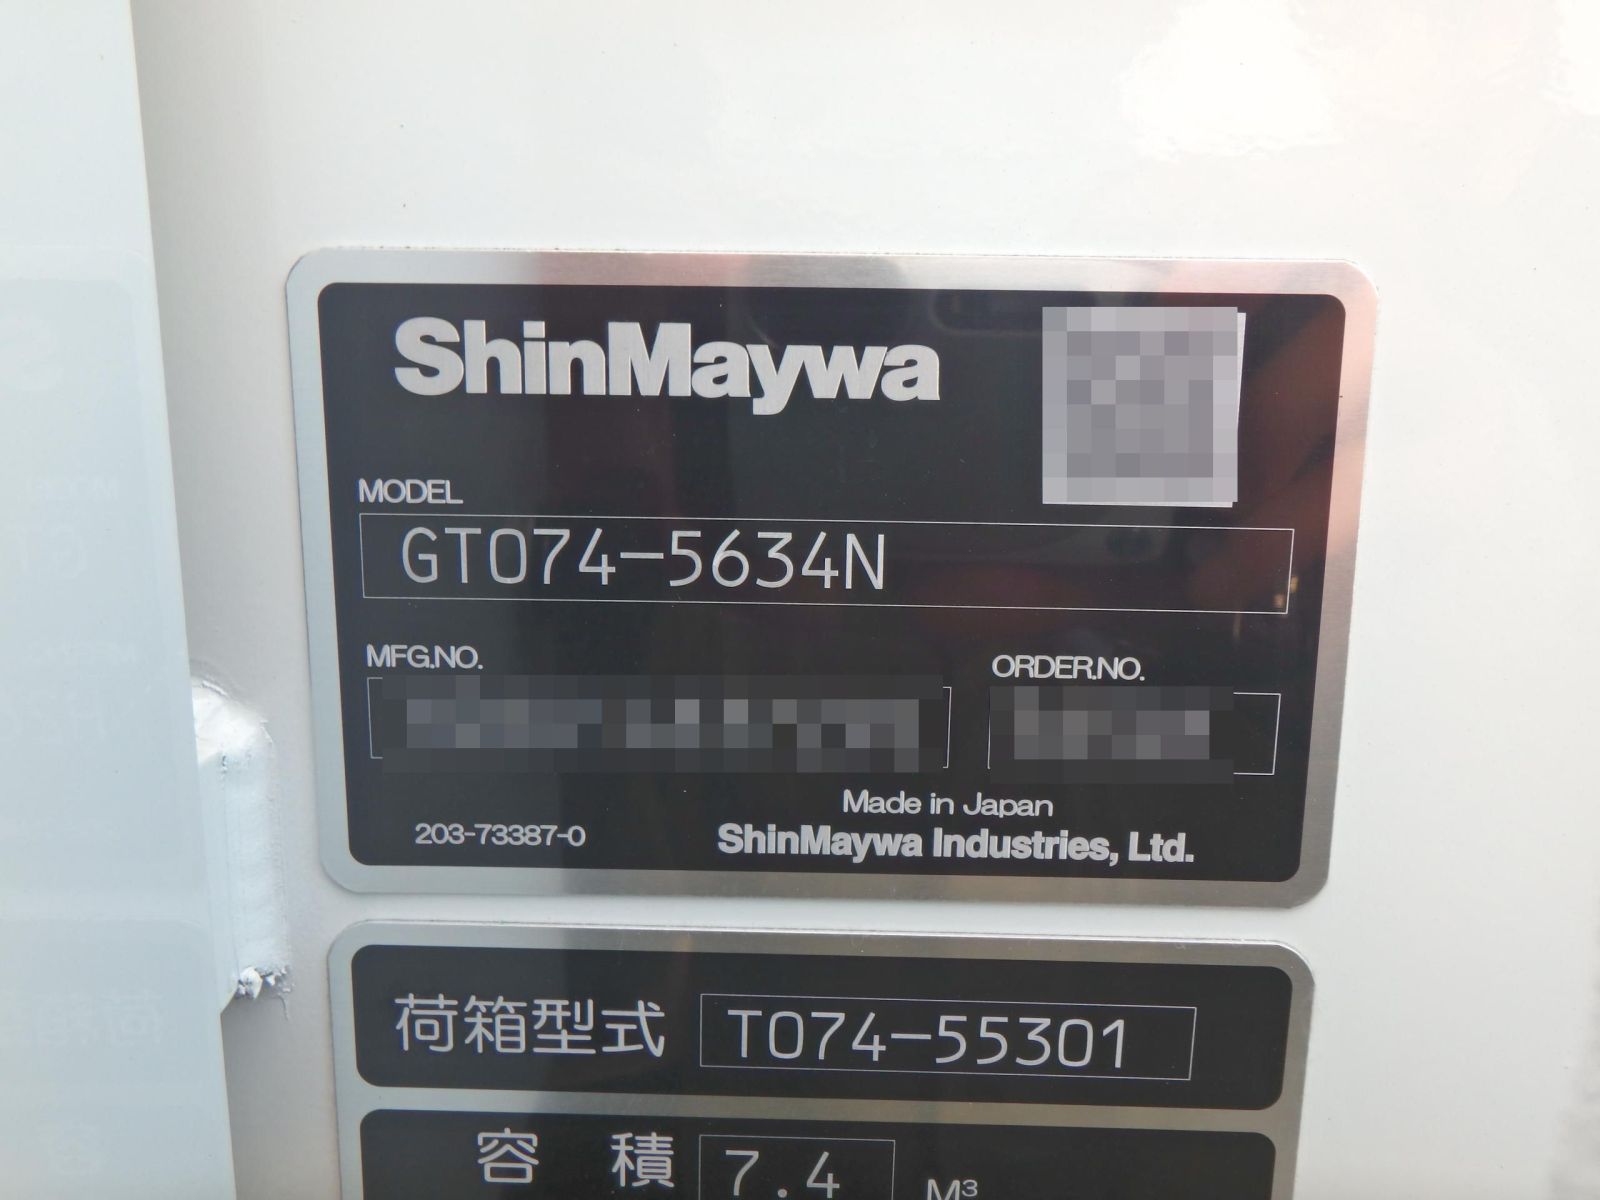 ShinMaywa
MODEL
GT074-5634N
MFG.NO.
ORDER.NO.
Made in Japan
203-73387-0
ShinMaywa Industries, Ltd.
荷箱型式
T074-55301
容 積 7.4 M³